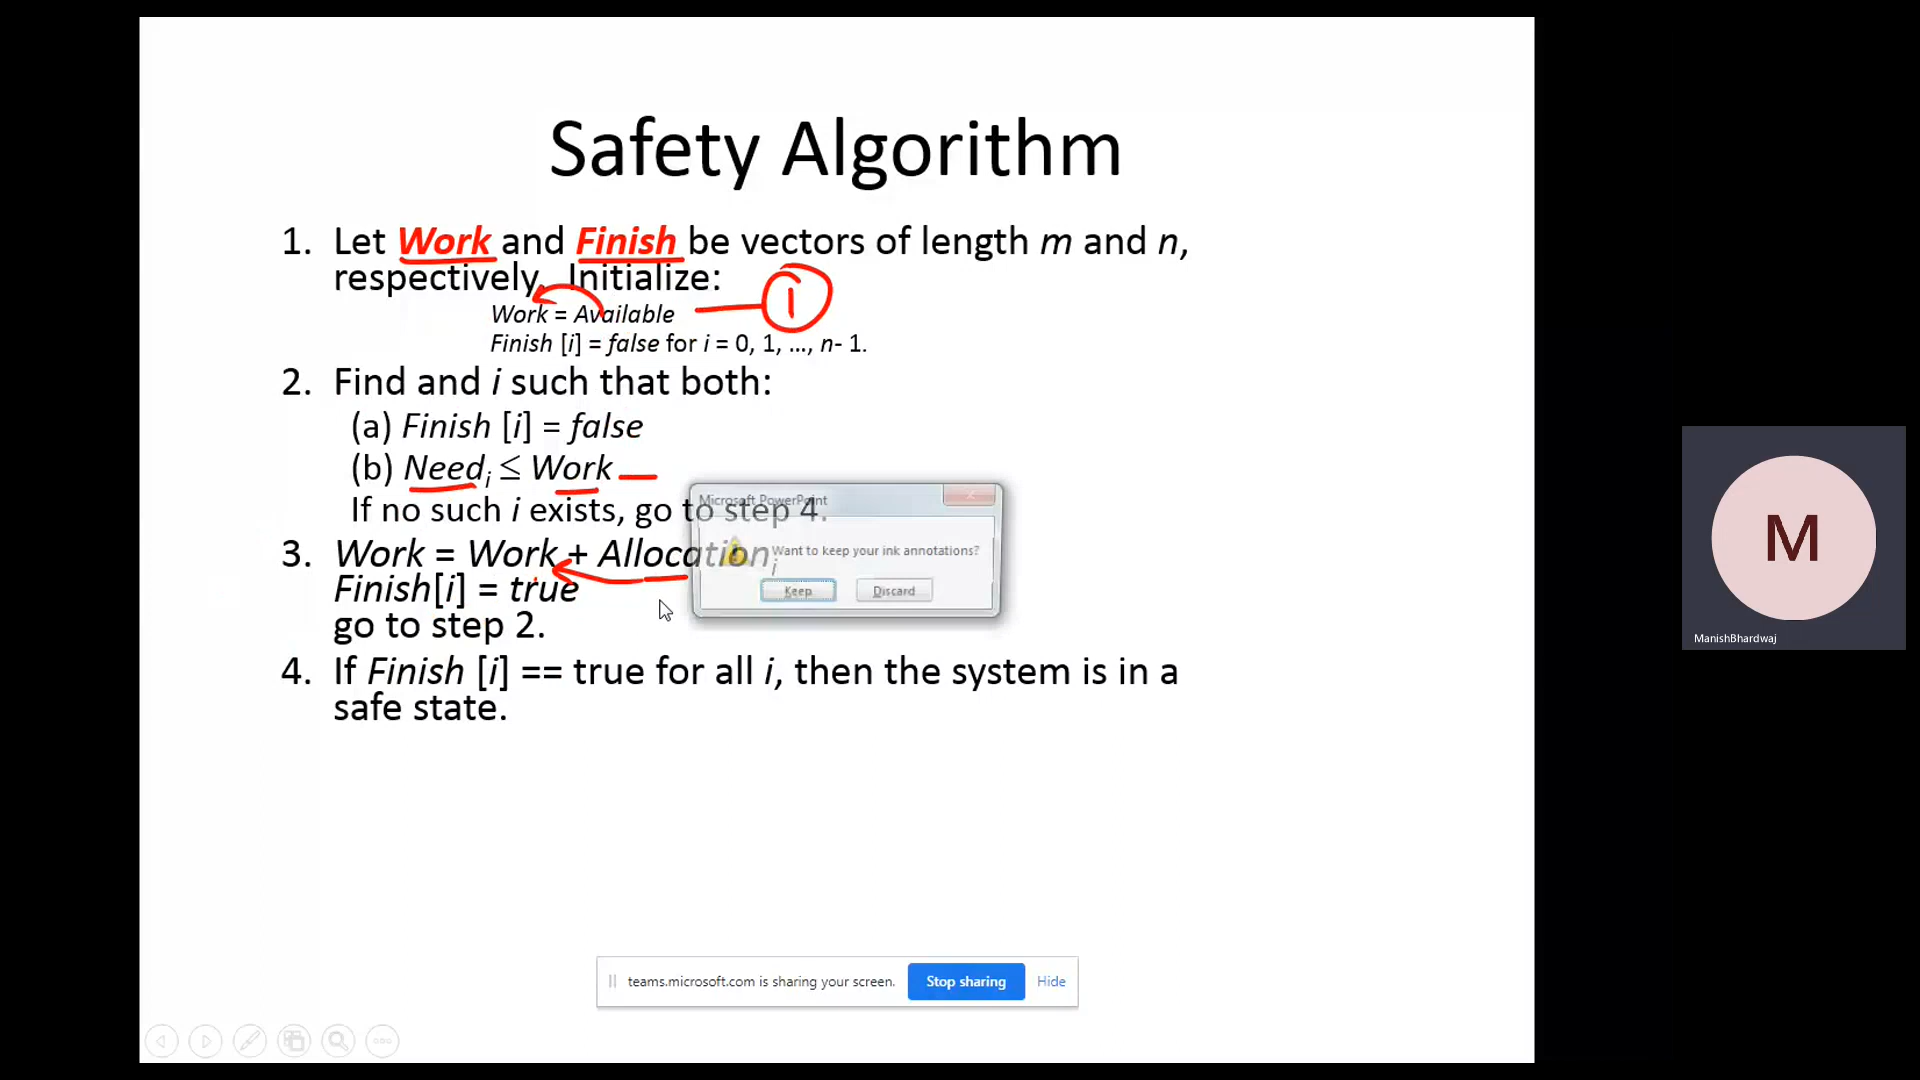 Safety Algorithm
1. Let Work and Finish be vectors of length m and n,
respectively. Initialize:
1
Work = Available
Finish [i] = false for i = 0, 1, …, n- 1.
2. Find and i such that both:
(a) Finish [i] = false
(b) Needi ≤ Work
If no such i exists, go to step 4.
Microsoft PowerPoint
3. Work = Work + Allocationi
Want to keep your ink annotations?
Finish[i] = true
Keep Discard
go to step 2.
4. If Finish [i] == true for all i, then the system is in a
safe state.
M
ManishBhardwaj
teams.microsoft.com is sharing your screen. Stop sharing Hide